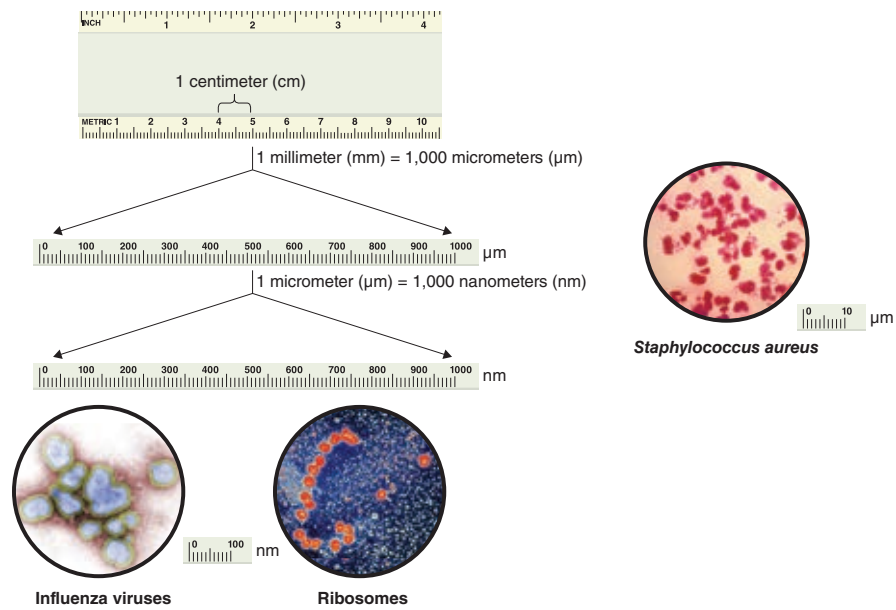 INCH 1 2 3 4
1 centimeter (cm)
METRIC 1 2 3 4 5 6 7 8 9 10
1 millimeter (mm) = 1,000 micrometers (µm)
0 100 200 300 400 500 600 700 800 900 1000 µm
1 micrometer (µm) = 1,000 nanometers (nm)
0 100 200 300 400 500 600 700 800 900 1000 nm
0 10 µm
Staphylococcus aureus
0 100 nm
Influenza viruses
Ribosomes